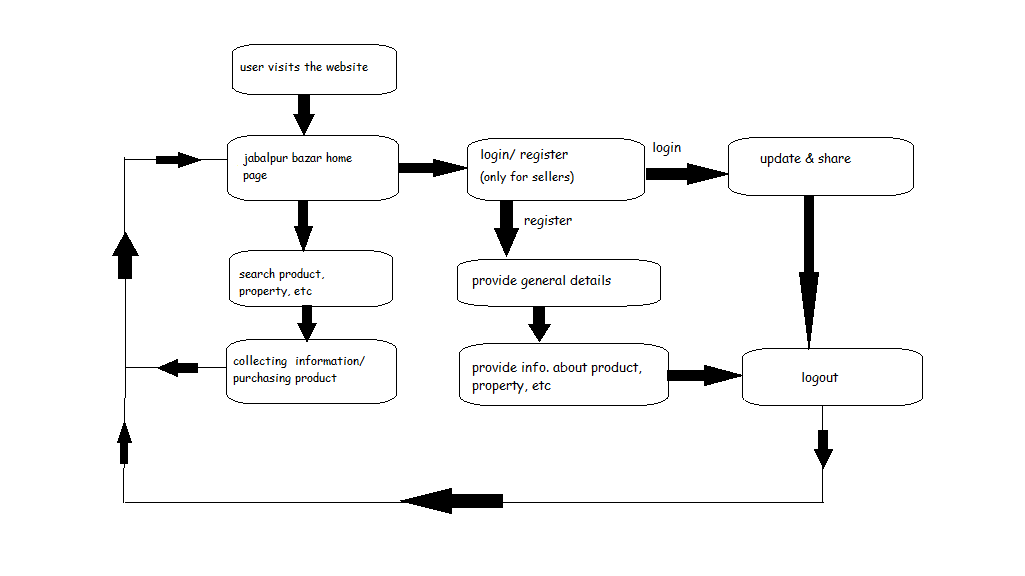 user visits the website
jabalpur bazar home
page
login/ register
(only for sellers)
login
update & share
register
search product,
property, etc
provide general details
collecting information/
purchasing product
provide info. about product,
property, etc
logout